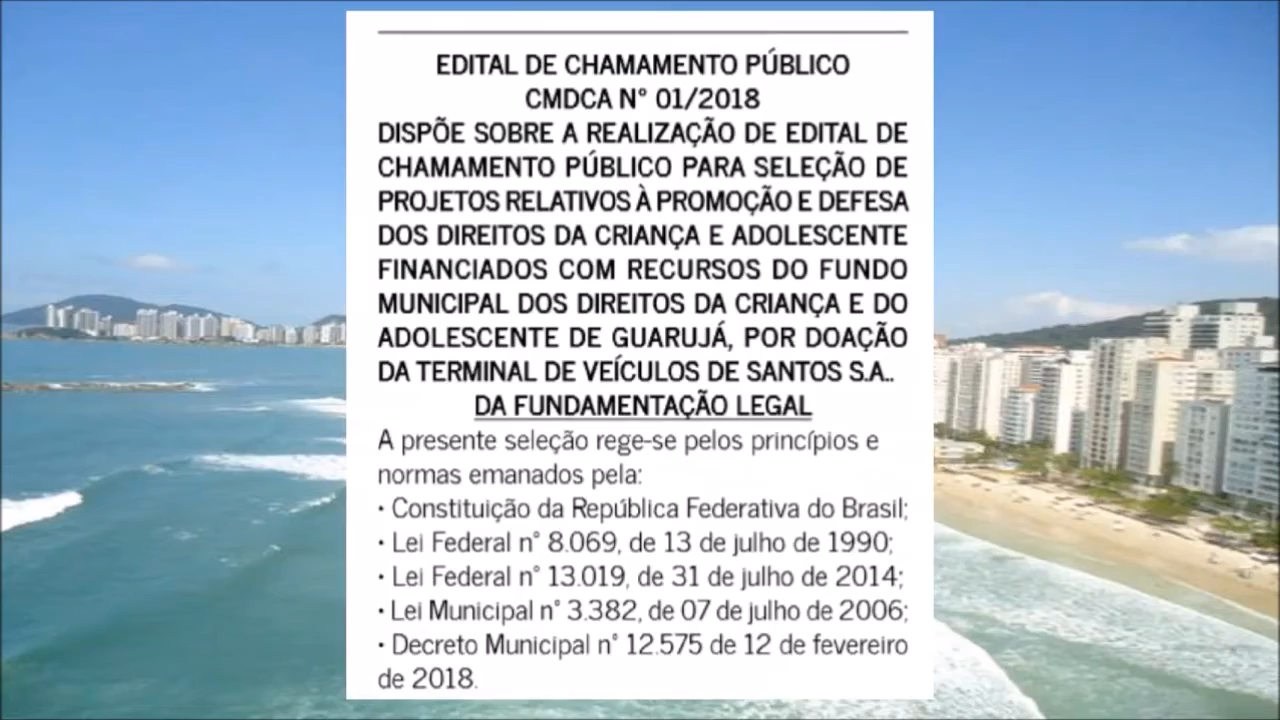 EDITAL DE CHAMAMENTO PÚBLICO
CMDCA N° 01/2018
DISPÕE SOBRE A REALIZAÇÃO DE EDITAL DE
CHAMAMENTO PÚBLICO PARA SELEÇÃO DE
PROJETOS RELATIVOS À PROMOÇÃO E DEFESA
DOS DIREITOS DA CRIANÇA E ADOLESCENTE
FINANCIADOS COM RECURSOS DO FUNDO
MUNICIPAL DOS DIREITOS DA CRIANÇA E DO
ADOLESCENTE DE GUARUJÁ, POR DOAÇÃO
DA TERMINAL DE VEÍCULOS DE SANTOS S.A..
DA FUNDAMENTAÇÃO LEGAL
A presente seleção rege-se pelos princípios e
normas emanados pela:
• Constituição da República Federativa do Brasil;
• Lei Federal n° 8.069, de 13 de julho de 1990;
• Lei Federal n° 13.019, de 31 de julho de 2014;
• Lei Municipal n° 3.382, de 07 de julho de 2006;
• Decreto Municipal n° 12.575 de 12 de fevereiro
de 2018.